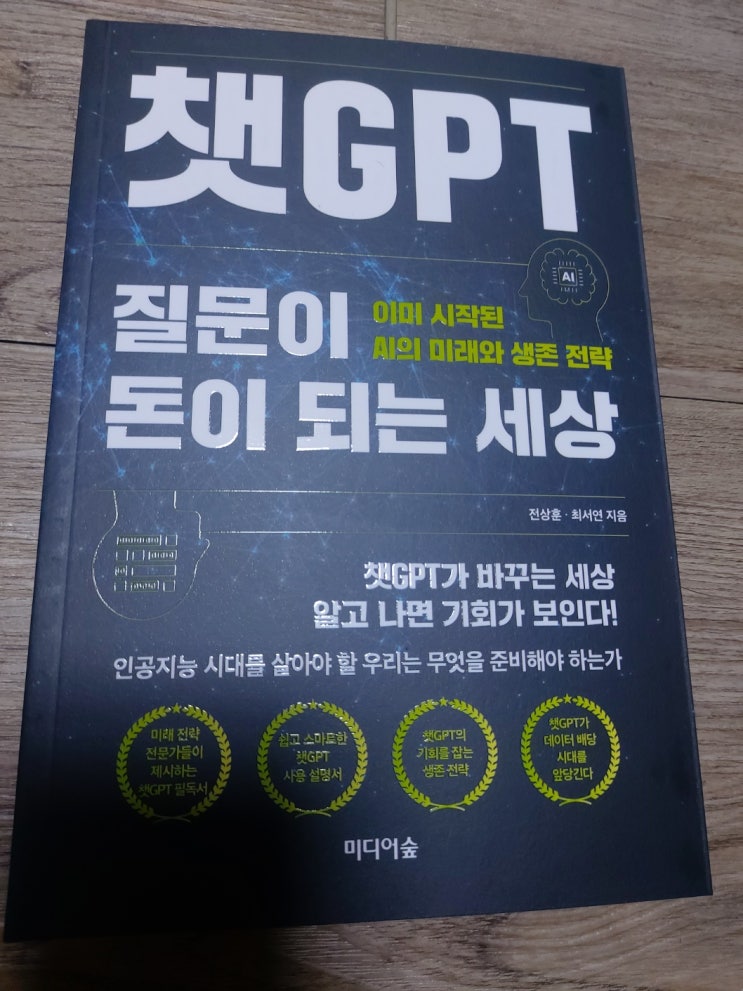 챗GPT
AI
질문이
이미 시작된
AI의 미래와 생존 전략
돈이 되는 세상
전상훈 · 최서연 지음
챗GPT가 바꾸는 세상
알고 나면 기회가 보인다!
인공지능 시대를 살아야 할 우리는 무엇을 준비해야 하는가
미래 전략
전문가들이
제시하는
챗GPT 필독서
쉽고 스마트한
챗GPT
사용 설명서
챗GPT의
기회를 잡는
생존 전략
챗GPT가
데이터 배당
시대를
앞당긴다
미디어숲